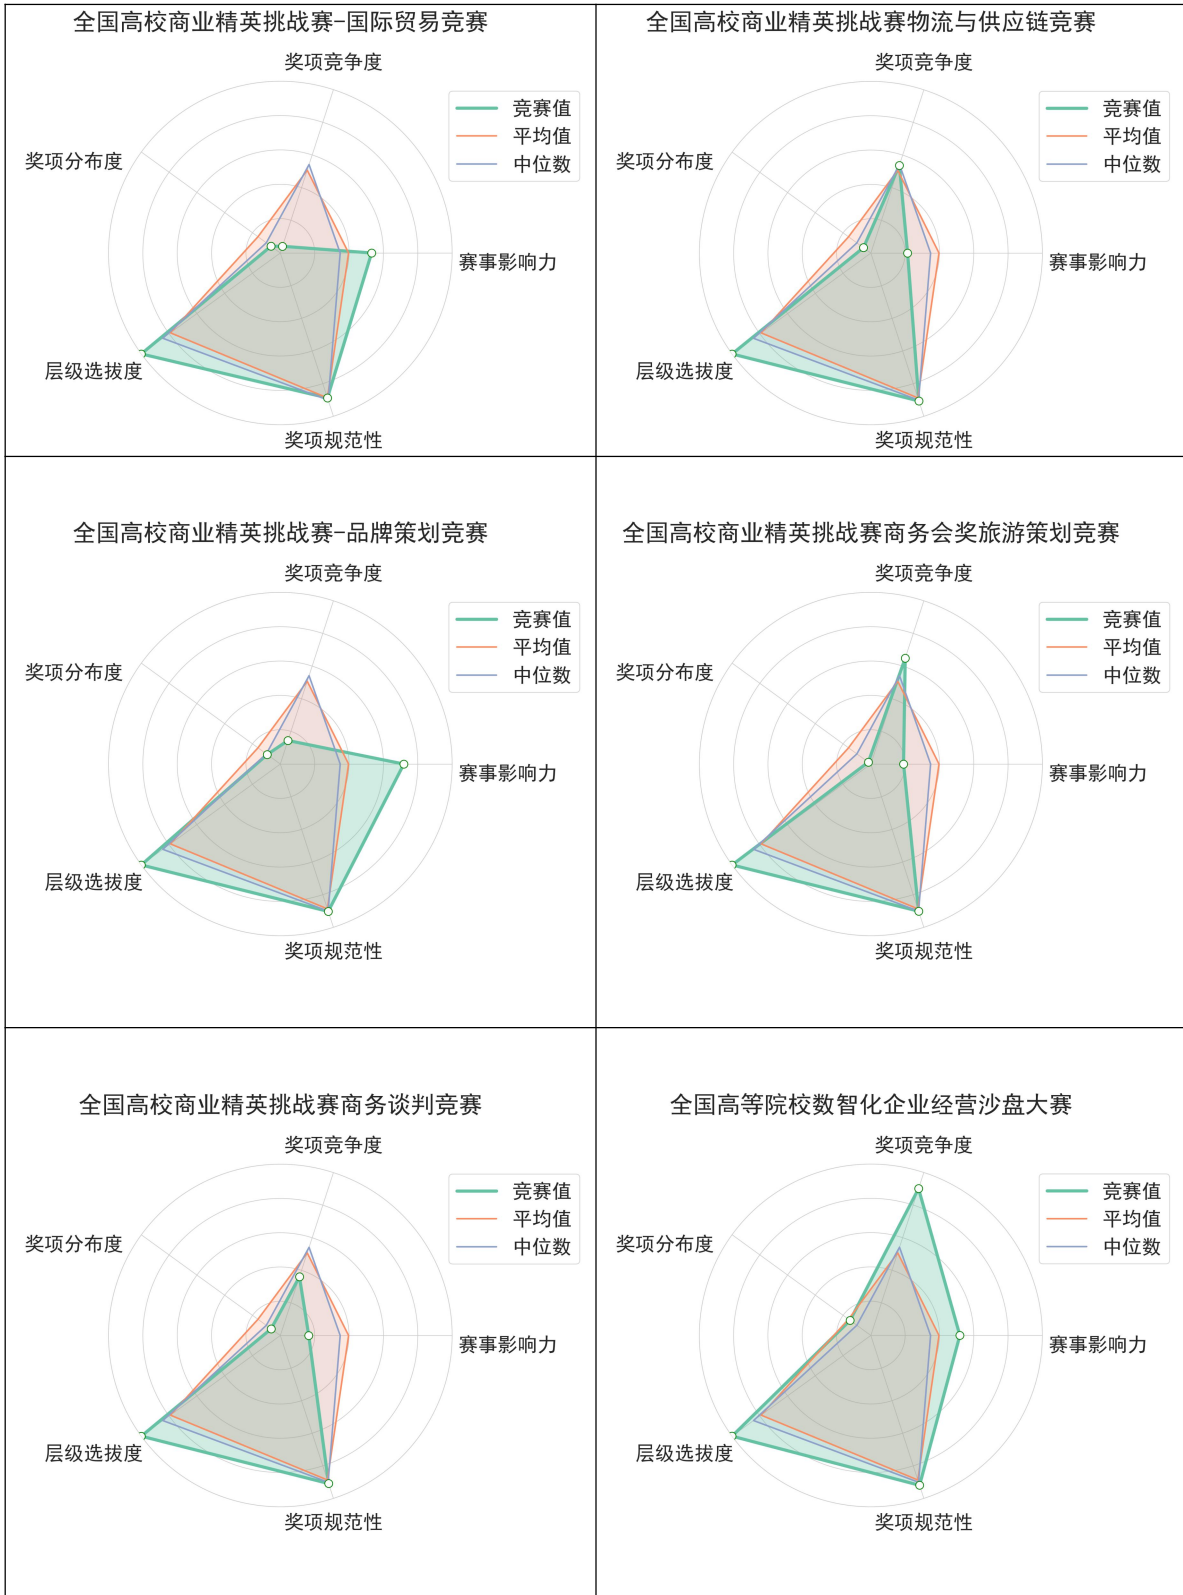 全国高校商业精英挑战赛-国际贸易竞赛
奖项竞争度
竞赛值
平均值
中位数
奖项分布度
赛事影响力
层级选拔度
奖项规范性
全国高校商业精英挑战赛物流与供应链竞赛
奖项竞争度
竞赛值
平均值
中位数
奖项分布度
赛事影响力
层级选拔度
奖项规范性
全国高校商业精英挑战赛-品牌策划竞赛
奖项竞争度
竞赛值
平均值
中位数
奖项分布度
赛事影响力
层级选拔度
奖项规范性
全国高校商业精英挑战赛商务会奖旅游策划竞赛
奖项竞争度
竞赛值
平均值
中位数
奖项分布度
赛事影响力
层级选拔度
奖项规范性
全国高校商业精英挑战赛商务谈判竞赛
奖项竞争度
竞赛值
平均值
中位数
奖项分布度
赛事影响力
层级选拔度
奖项规范性
全国高等院校数智化企业经营沙盘大赛
奖项竞争度
竞赛值
平均值
中位数
奖项分布度
赛事影响力
层级选拔度
奖项规范性